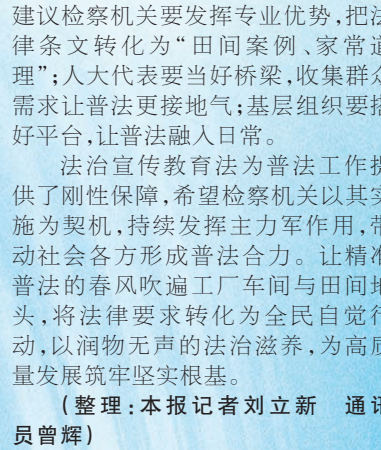 建议检察机关要发挥专业优势，把法
律条文转化为“田间案例、家常道
理”；人大代表要当好桥梁，收集群众
需求让普法更接地气；基层组织要搭
好平台，让普法融入日常。
法治宣传教育法为普法工作提
供了刚性保障，希望检察机关以其实
施为契机，持续发挥主力军作用，带
动社会各方形成普法合力。让精准
普法的春风吹遍工厂车间与田间地
头，将法律要求转化为全民自觉行
动，以润物无声的法治滋养，为高质
量发展筑牢坚实根基。
（整理：本报记者刘立新　通讯
员曾辉）